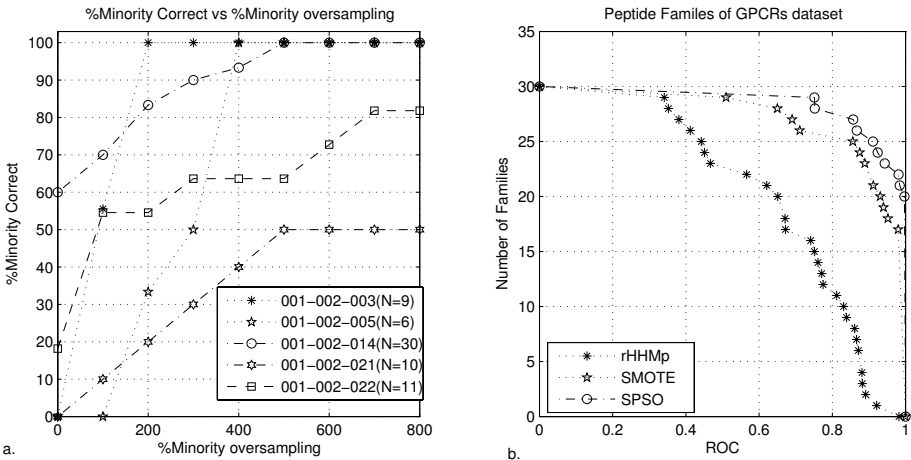 %Minority Correct vs %Minority oversampling
100
90
80
70
60
50
40
30
20
10
0
%Minority Correct
001−002−003(N=9)
001−002−005(N=6)
001−002−014(N=30)
001−002−021(N=10)
001−002−022(N=11)
0 200 400 600 800
%Minority oversampling
a.
Peptide Familes of GPCRs dataset
35
30
25
20
15
10
5
0
Number of Families
rHHMp
SMOTE
SPSO
0 0.2 0.4 0.6 0.8 1
ROC
b.